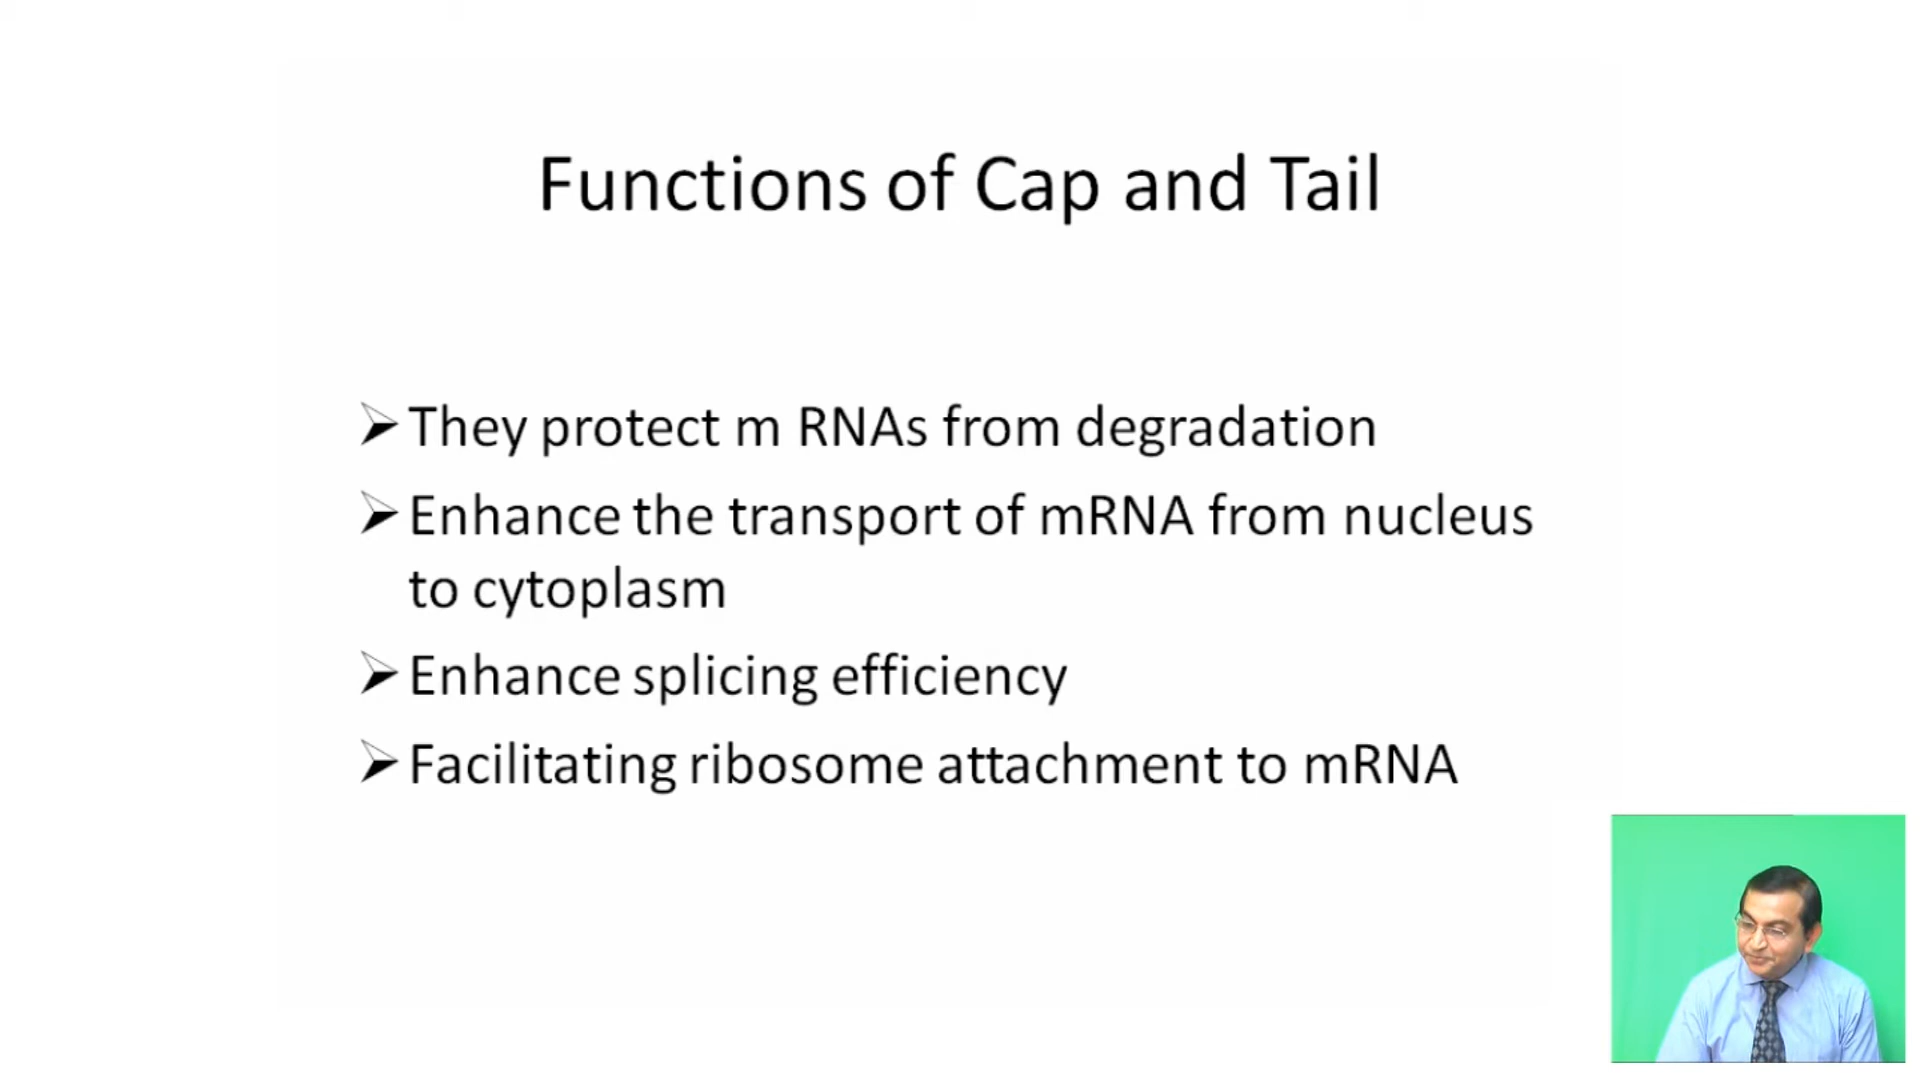 Functions of Cap and Tail
They protect m RNAs from degradation
Enhance the transport of mRNA from nucleus
to cytoplasm
Enhance splicing efficiency
Facilitating ribosome attachment to mRNA